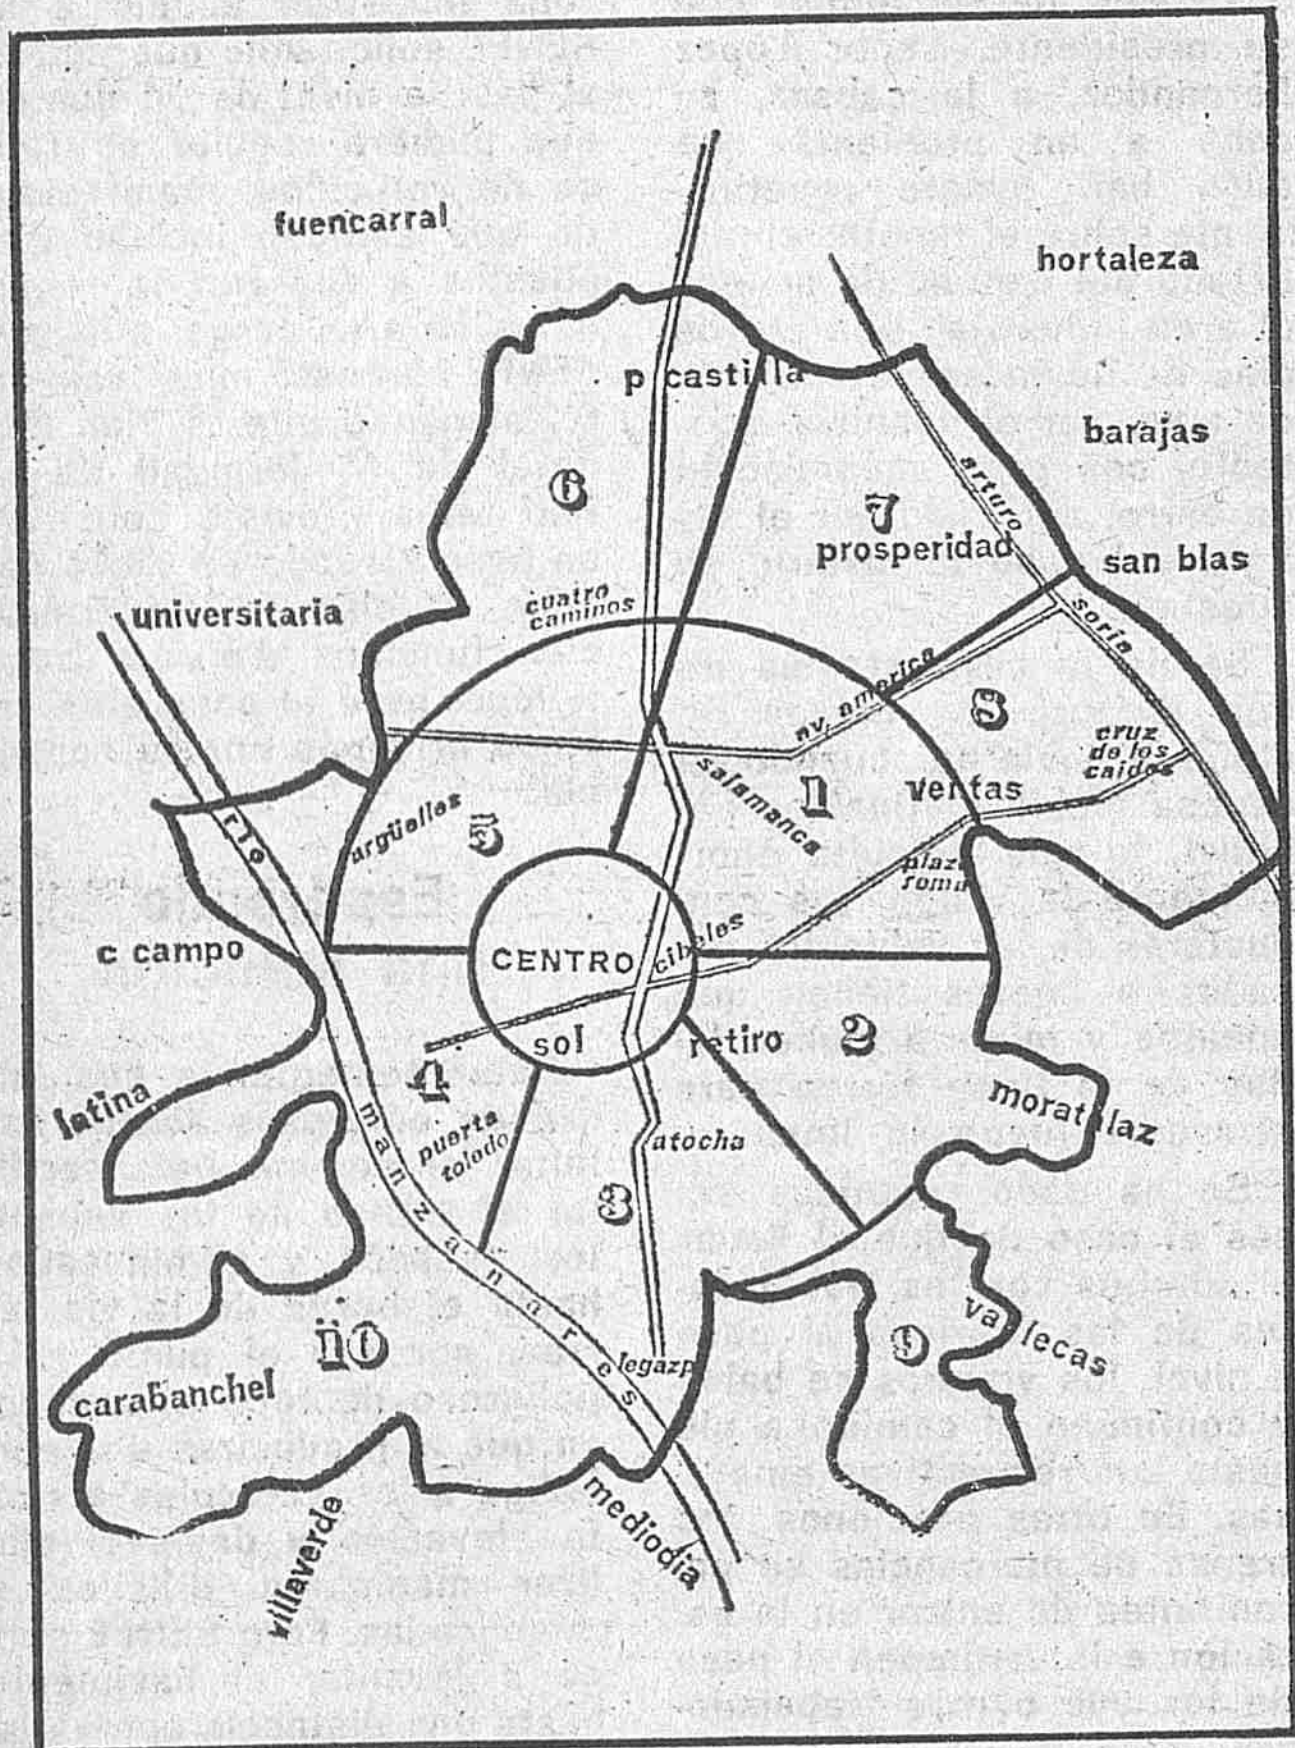 fuencarral
hortaleza
p castilla
barajas
6
7
arturo
prosperidad
san blas
cuatro
caminos
universitaria
soria
av. america
8
cruz
de los
caidos
salamanca
1
ventas
rio
argüelles
5
plaza
roma
c campo
CENTRO
cibeles
sol
retiro
2
4
latina
moratalaz
manzanares
puerta
toledo
atocha
3
vallecas
10
9
legazpi
carabanchel
mediodia
villaverde